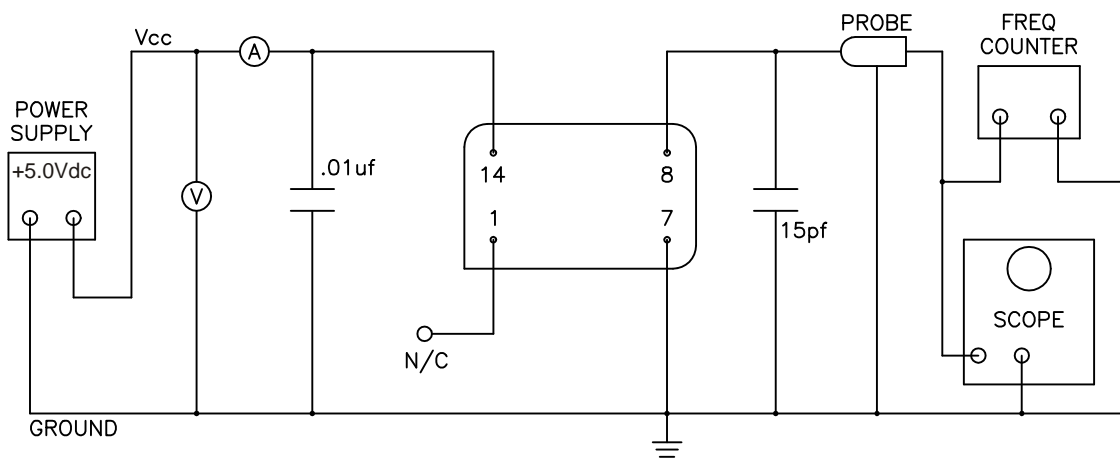 Vcc
A
PROBE
FREQ
COUNTER
POWER
SUPPLY
+5.0Vdc
.01uf
14
8
V
1
7
15pf
SCOPE
N/C
GROUND